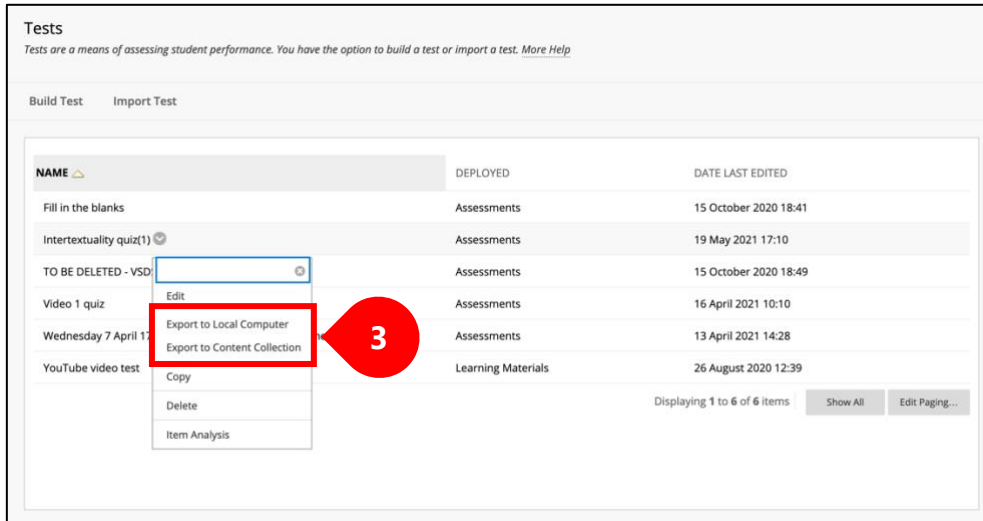 Tests
Tests are a means of assessing student performance. You have the option to build a test or import a test. More Help
Build Test Import Test
NAME DEPLOYED DATE LAST EDITED
Fill in the blanks Assessments 15 October 2020 18:41
Intertextuality quiz(1) Assessments 19 May 2021 17:10
TO BE DELETED - VSD Assessments 15 October 2020 18:49
Edit
Video 1 quiz Assessments 16 April 2021 10:10
Export to Local Computer
Wednesday 7 April 17 Assessments 13 April 2021 14:28
3
Export to Content Collection
YouTube video test Learning Materials 26 August 2020 12:39
Copy
Displaying 1 to 6 of 6 items Show All Edit Paging...
Delete
Item Analysis